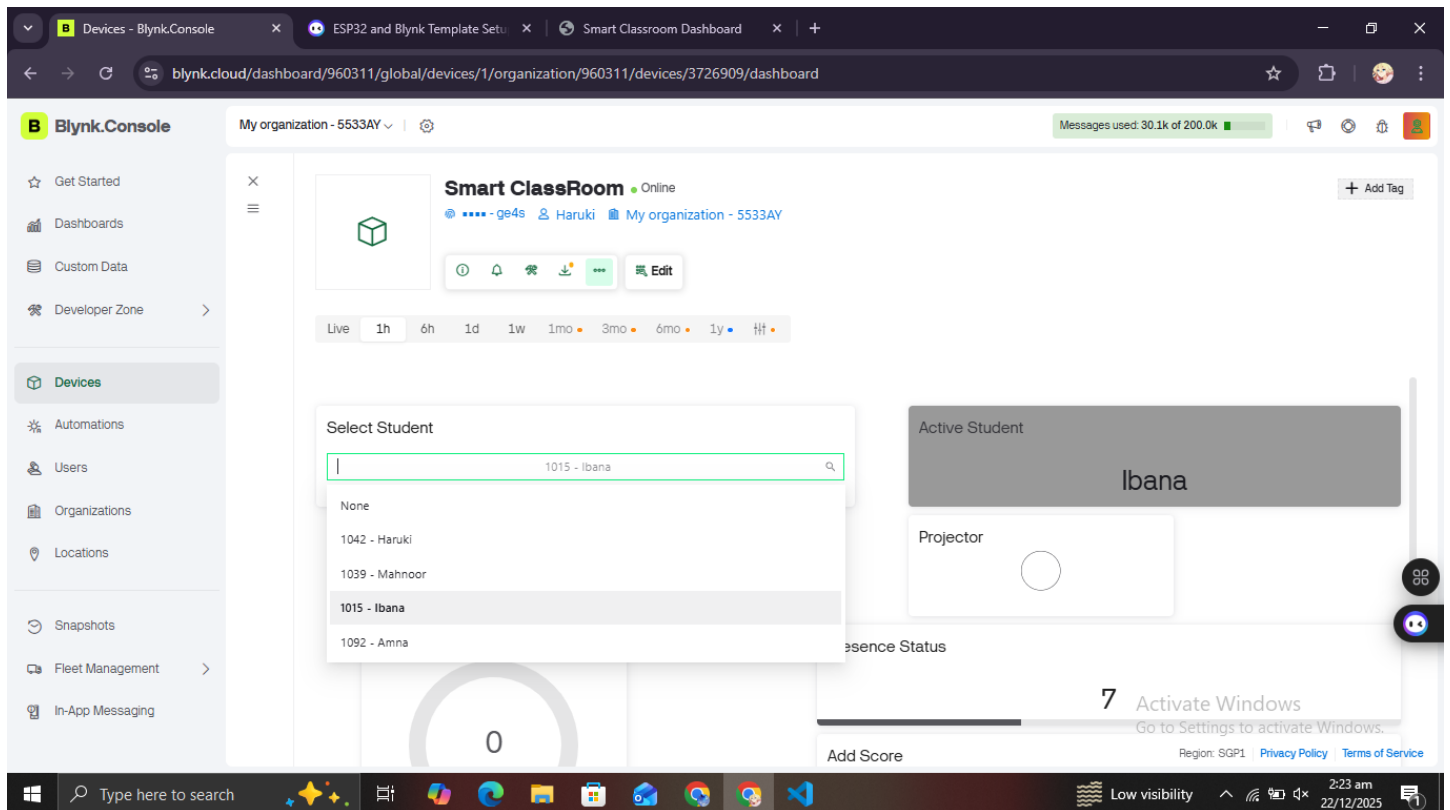 Devices - Blynk.Console
ESP32 and Blynk Template Setu
Smart Classroom Dashboard
blynk.cloud/dashboard/960311/global/devices/1/organization/960311/devices/3726909/dashboard
B Blynk.Console
My organization - 5533AY
Messages used: 30.1k of 200.0k
Get Started
Dashboards
Custom Data
Developer Zone
Devices
Automations
Users
Organizations
Locations
Snapshots
Fleet Management
In-App Messaging
Smart ClassRoom
Online
+ Add Tag
- ge4s
Haruki
My organization - 5533AY
Edit
Live 1h 6h 1d 1w 1mo 3mo 6mo 1y
Select Student
1015 - Ibana
None
1042 - Haruki
1039 - Mahnoor
1015 - Ibana
1092 - Amna
0
Active Student
Ibana
Projector
esence Status
7
Add Score
Activate Windows
Go to Settings to activate Windows.
Region: SGP1 Privacy Policy Terms of Service
Type here to search
Low visibility
2:23 am
22/12/2025
1